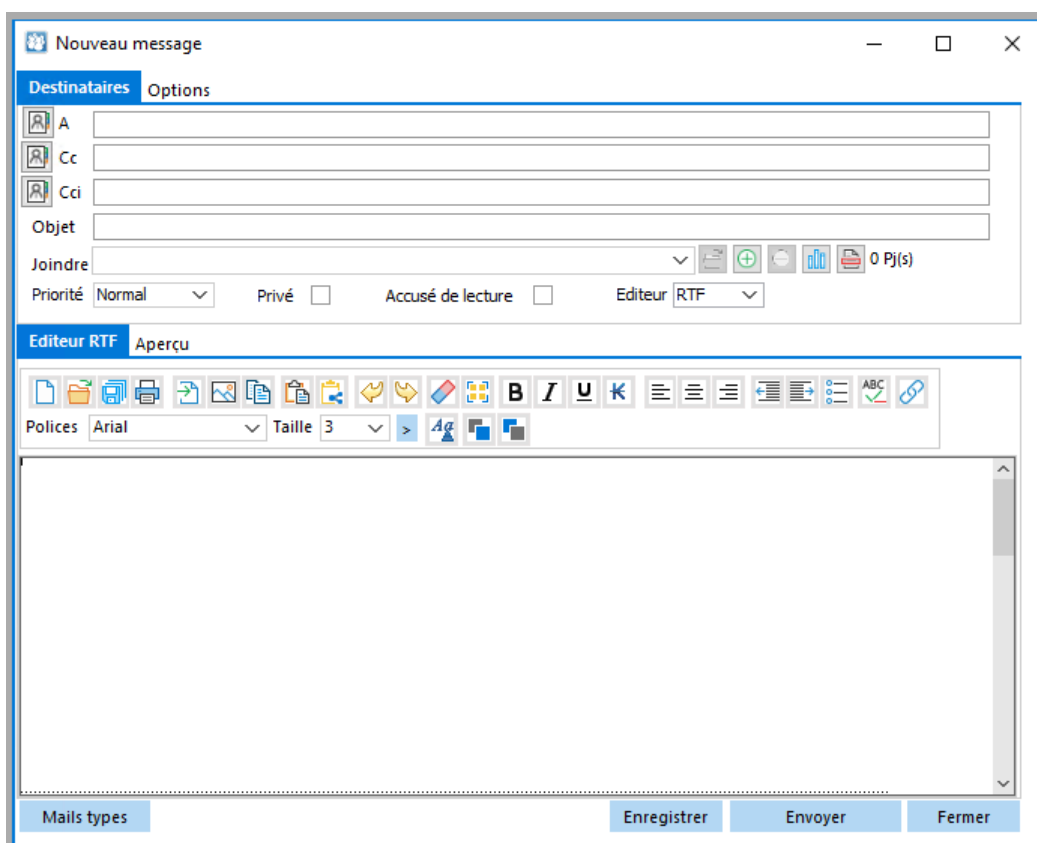 Nouveau message
Destinataires Options
A
Cc
Cci
Objet
Joindre 0 Pj(s)
Priorité Normal Privé Accusé de lecture Editeur RTF
Editeur RTF Aperçu
B I U K ABC
Polices Arial Taille 3 > Aa
Mails types Enregistrer Envoyer Fermer